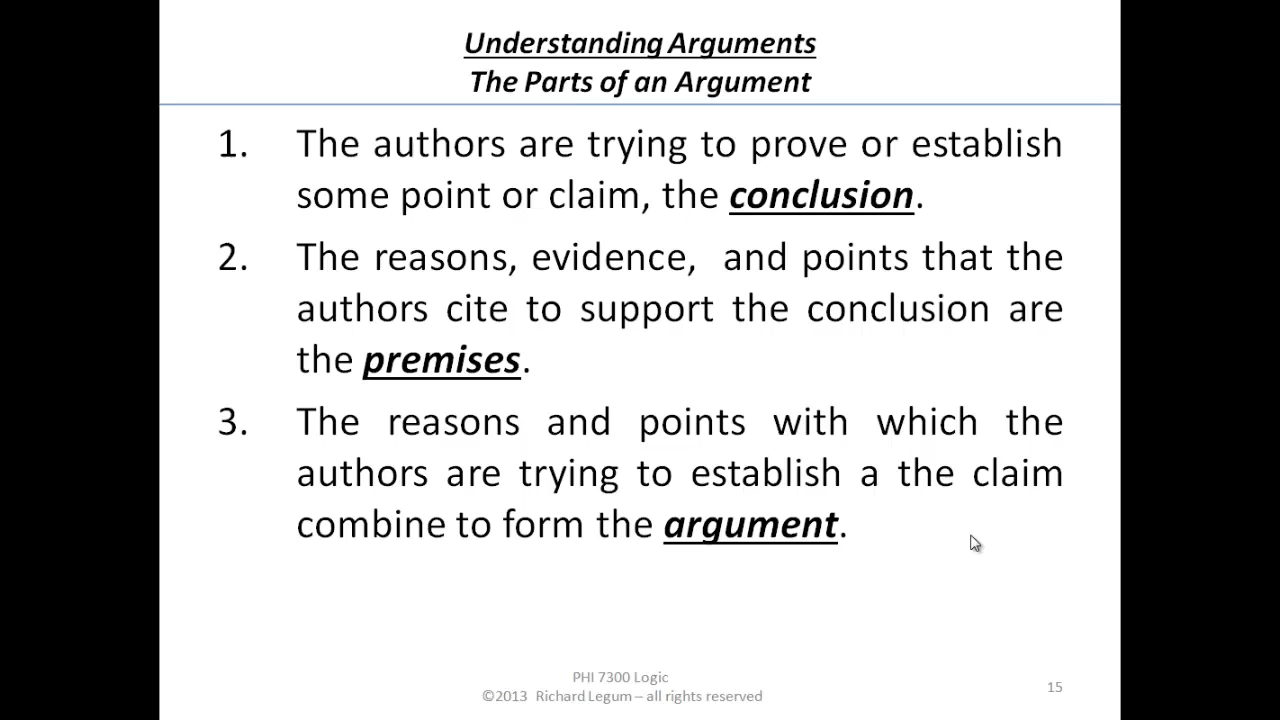 Understanding Arguments
The Parts of an Argument
1. The authors are trying to prove or establish
some point or claim, the conclusion.
2. The reasons, evidence,  and points that the
authors cite to support the conclusion are
the premises.
3. The reasons and points with which the
authors are trying to establish a the claim
combine to form the argument.
PHI 7300 Logic
©2013  Richard Legum – all rights reserved
15